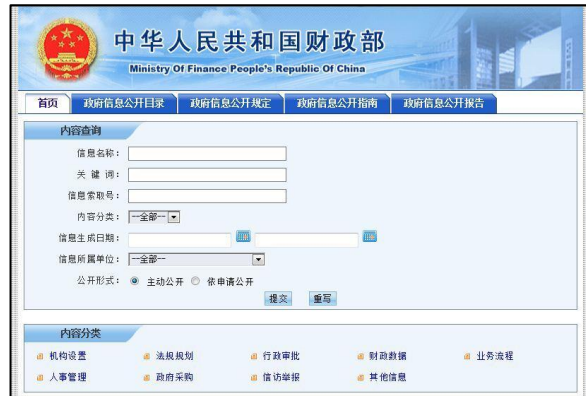 中华人民共和国财政部
Ministry Of Finance People's Republic Of China
首页 政府信息公开目录 政府信息公开规定 政府信息公开指南 政府信息公开报告
内容查询
信息名称：
关 键 词：
信息索取号：
内容分类： --全部--
信息生成日期：
信息所属单位： --全部--
公开形式： 主动公开 依申请公开
提交 重写
内容分类
机构设置 法规规划 行政审批 财政数据 业务流程
人事管理 政府采购 信访举报 其他信息